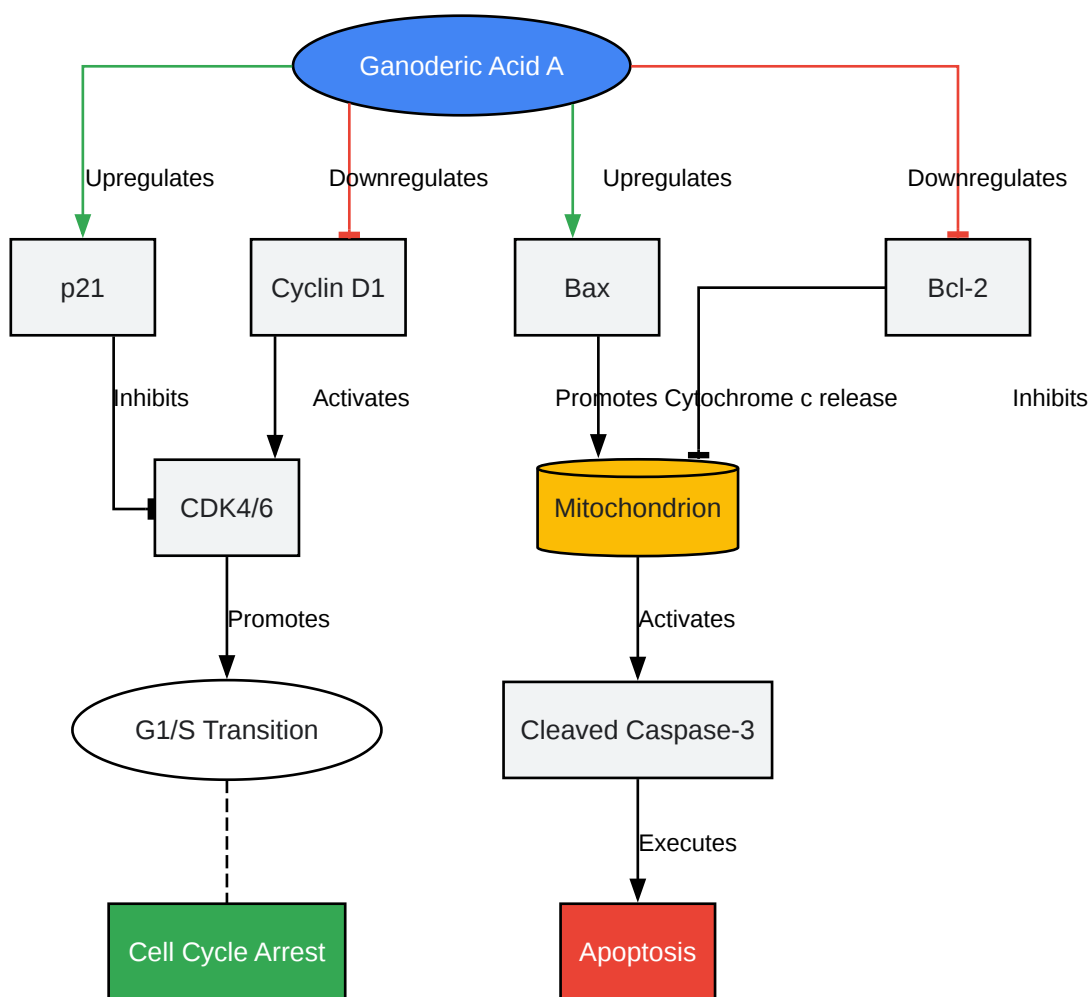 Ganoderic Acid A
Upregulates
Downregulates
Upregulates
Downregulates
p21
Cyclin D1
Bax
Bcl-2
Inhibits
Activates
Promotes Cytochrome c release
Inhibits
CDK4/6
Mitochondrion
Promotes
Activates
G1/S Transition
Cleaved Caspase-3
Executes
Cell Cycle Arrest
Apoptosis